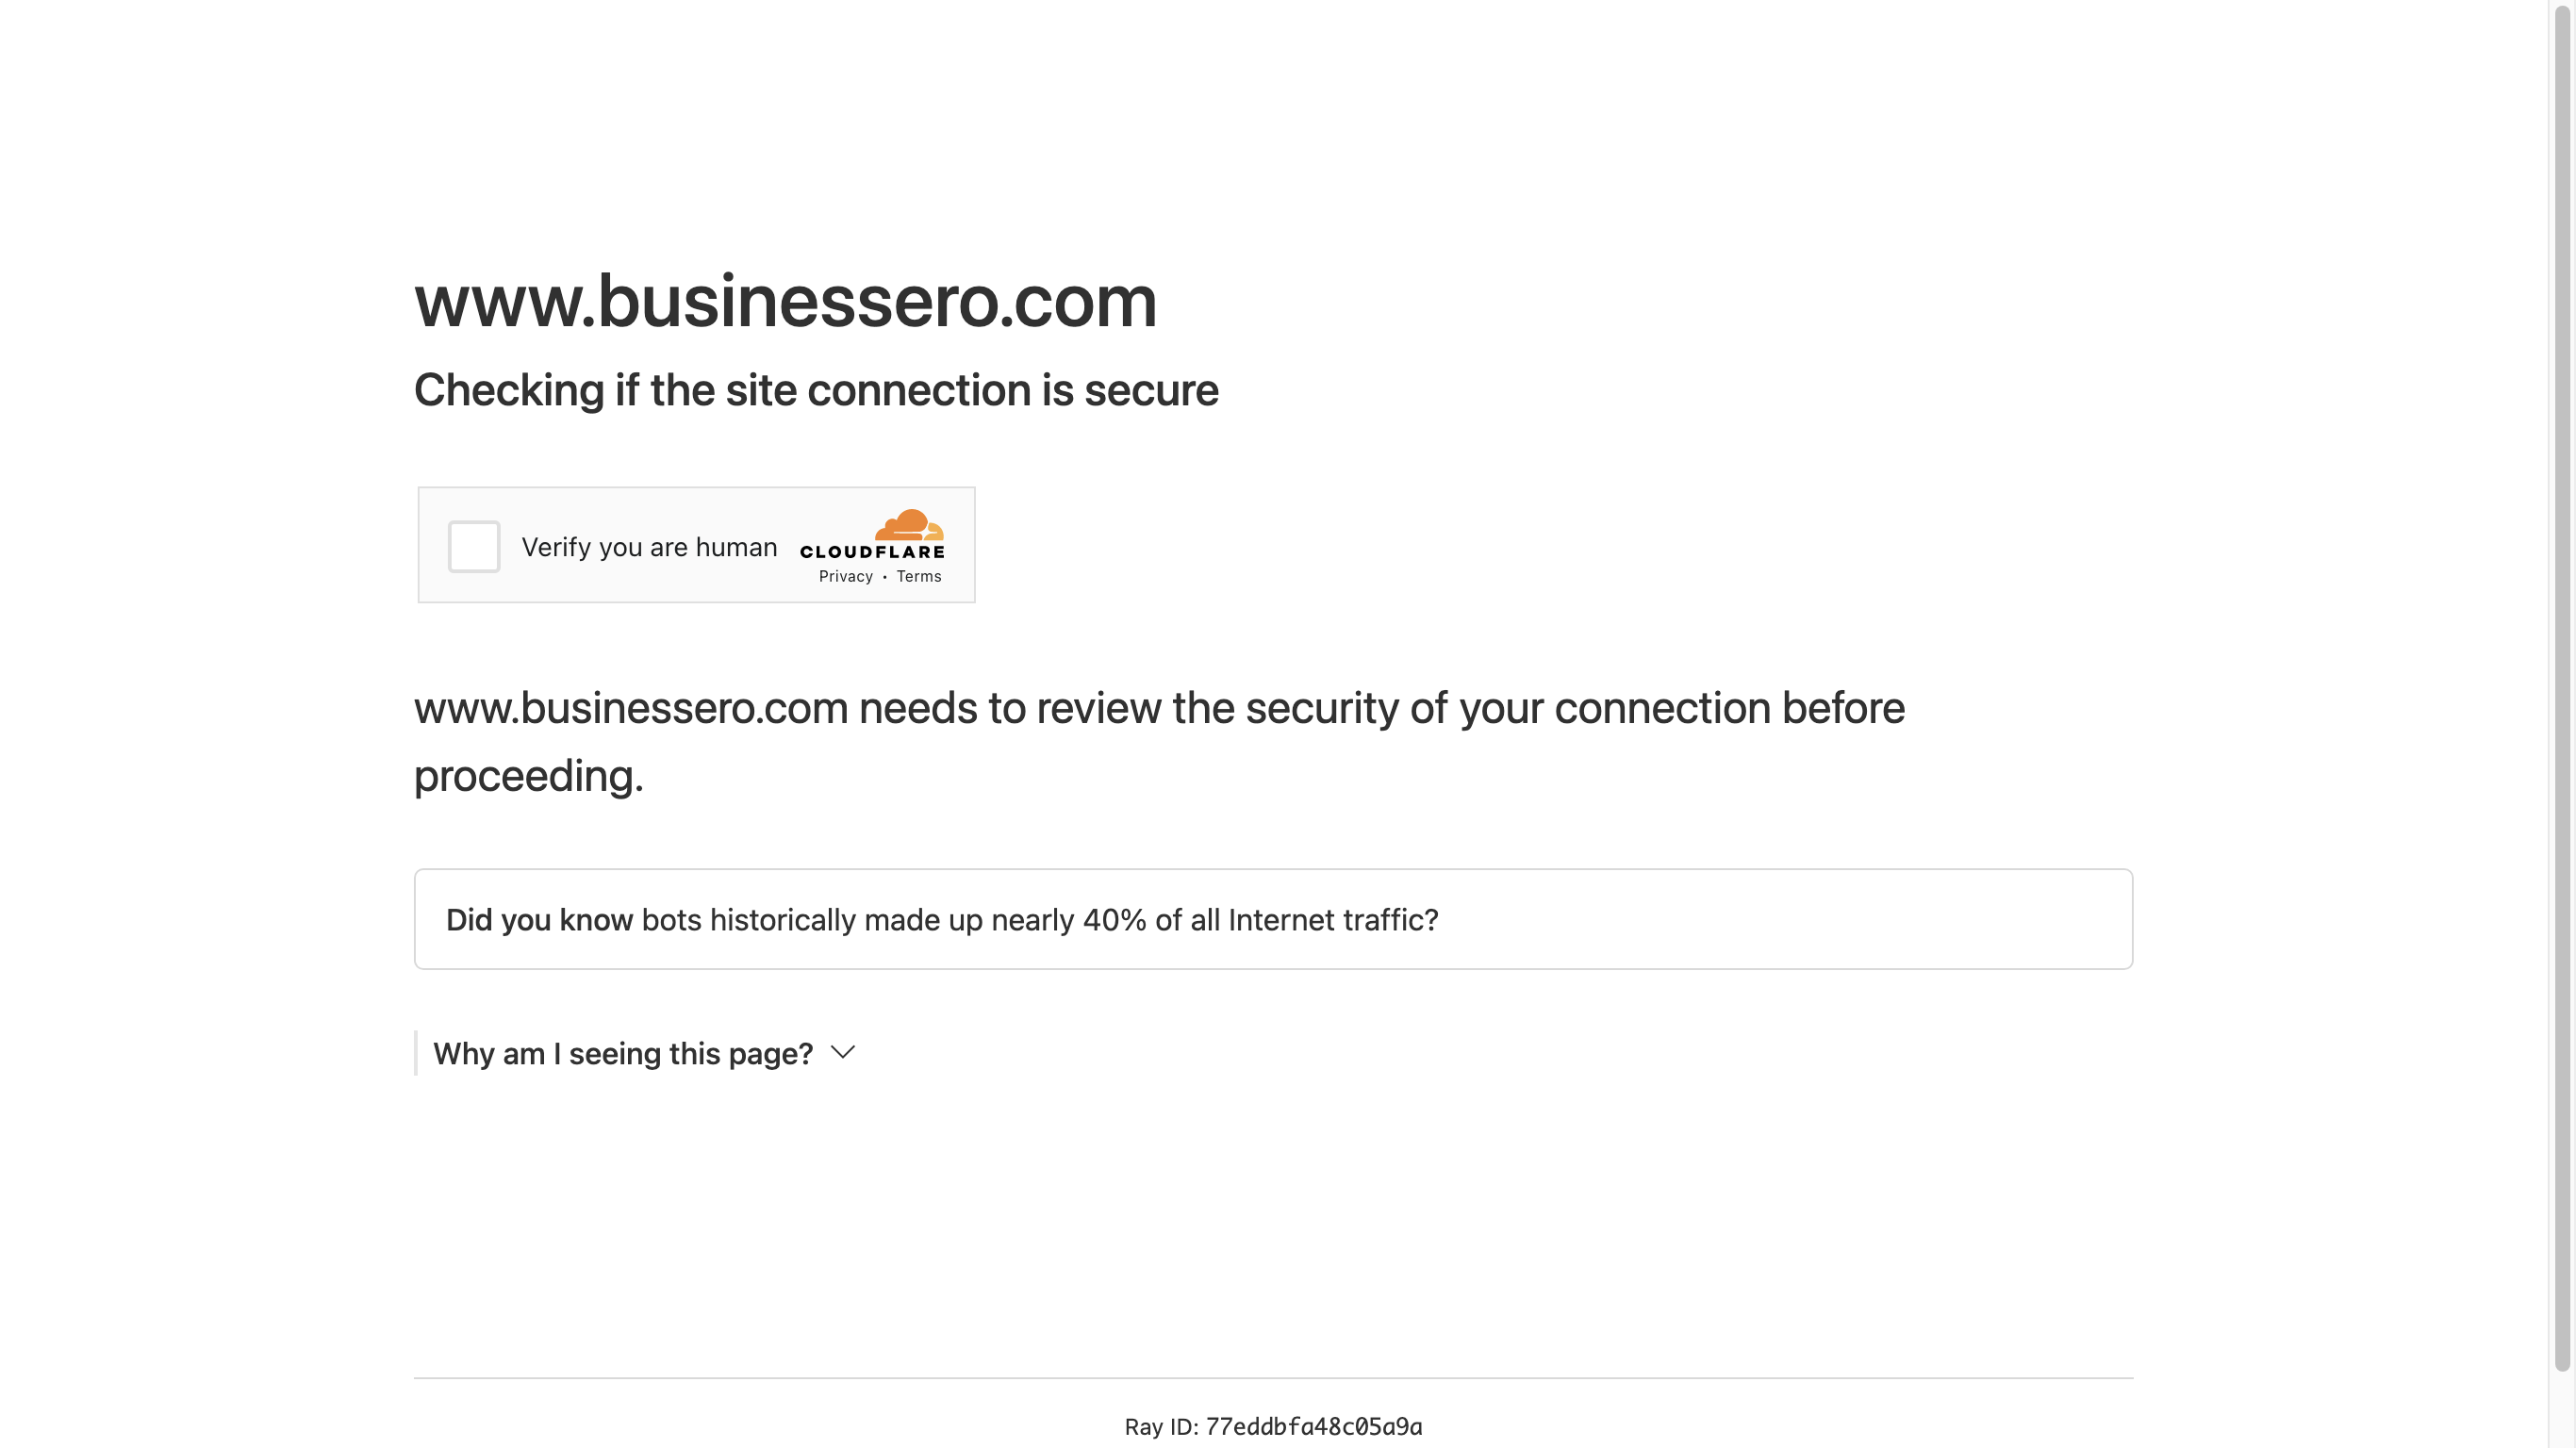 www.businessero.com
Checking if the site connection is secure
Verify you are human
CLOUDFLARE
Privacy • Terms
www.businessero.com needs to review the security of your connection before
proceeding.
Did you know bots historically made up nearly 40% of all Internet traffic?
Why am I seeing this page?
Ray ID: 77eddbfa48c05a9a